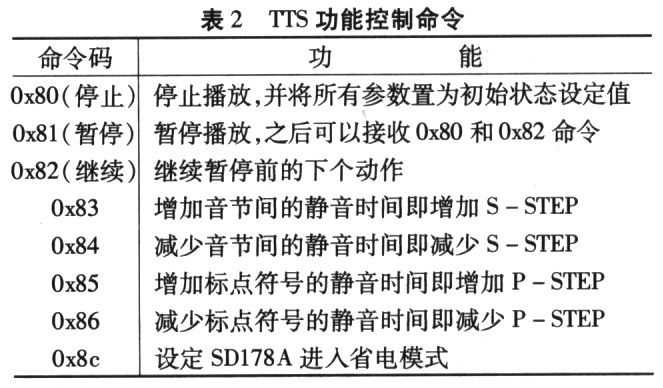 表 2 TTS 功能控制命令
命令码 功 能
0x80(停止) 停止播放,并将所有参数置为初始状态设定值
0x81(暂停) 暂停播放,之后可以接收 0x80 和 0x82 命令
0x82(继续) 继续暂停前的下个动作
0x83 增加音节间的静音时间即增加 S-STEP
0x84 减少音节间的静音时间即减少 S-STEP
0x85 增加标点符号的静音时间即增加 P-STEP
0x86 减少标点符号的静音时间即减少 P-STEP
0x8c 设定 SD178A 进入省电模式